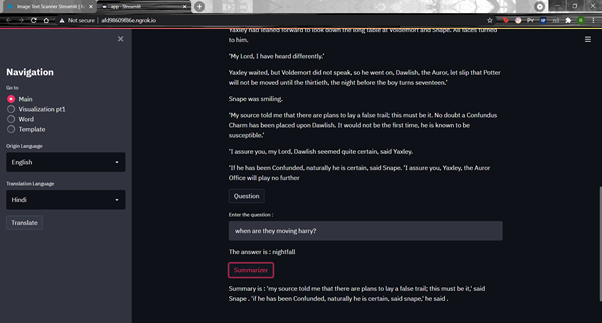 Image Text Scanner Streamlit |
app · Streamlit
Not secure | afd98609f86e.ngrok.io
Yaxley had leaned forward to look down the long table at Voldemort and Snape. All faces turned
to him.
'My Lord, I have heard differently.'
Yaxley waited, but Voldemort did not speak, so he went on, Dawlish, the Auror, let slip that Potter
will not be moved until the thirtieth, the night before the boy turns seventeen.'
Snape was smiling.
'My source told me that there are plans to lay a false trail; this must be it. No doubt a Confundus
Charm has been placed upon Dawlish. It would not be the first time, he is known to be
susceptible.'
'I assure you, my Lord, Dawlish seemed quite certain, said Yaxley.
'If he has been Confunded, naturally he is certain, said Snape. 'I assure you, Yaxley, the Auror
Office will play no further
Navigation
Go to
Main
Visualization pt1
Word
Template
Origin Language
English
Translation Language
Hindi
Translate
Question
Enter the question :
when are they moving harry?
The answer is : nightfall
Summarizer
Summary is : 'my source told me that there are plans to lay a false trail; this must be it,' said
Snape . 'if he has been Confunded, naturally he is certain, said snape,' he said .